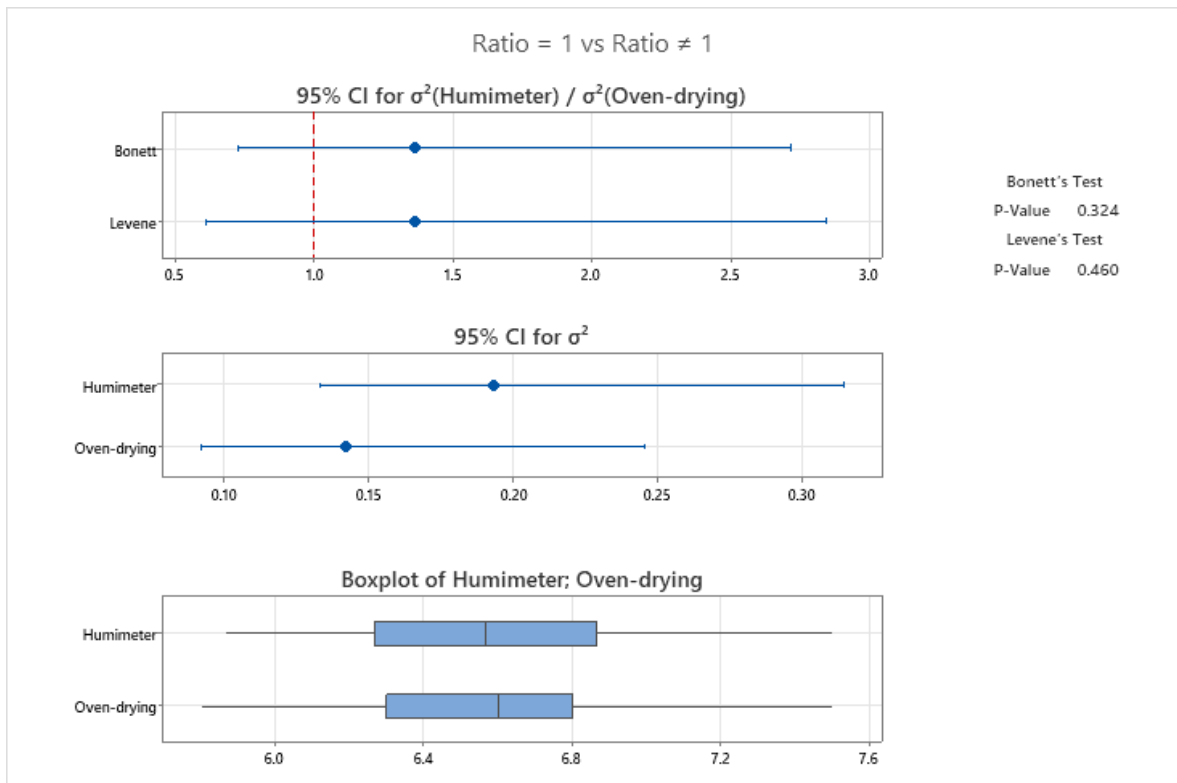 Ratio = 1 vs Ratio ≠ 1
95% CI for σ²(Humimeter) / σ²(Oven-drying)
Bonett
Levene
0.5 1.0 1.5 2.0 2.5 3.0
Bonett's Test
P-Value 0.324
Levene's Test
P-Value 0.460
95% CI for σ²
Humimeter
Oven-drying
0.10 0.15 0.20 0.25 0.30
Boxplot of Humimeter; Oven-drying
Humimeter
Oven-drying
6.0 6.4 6.8 7.2 7.6